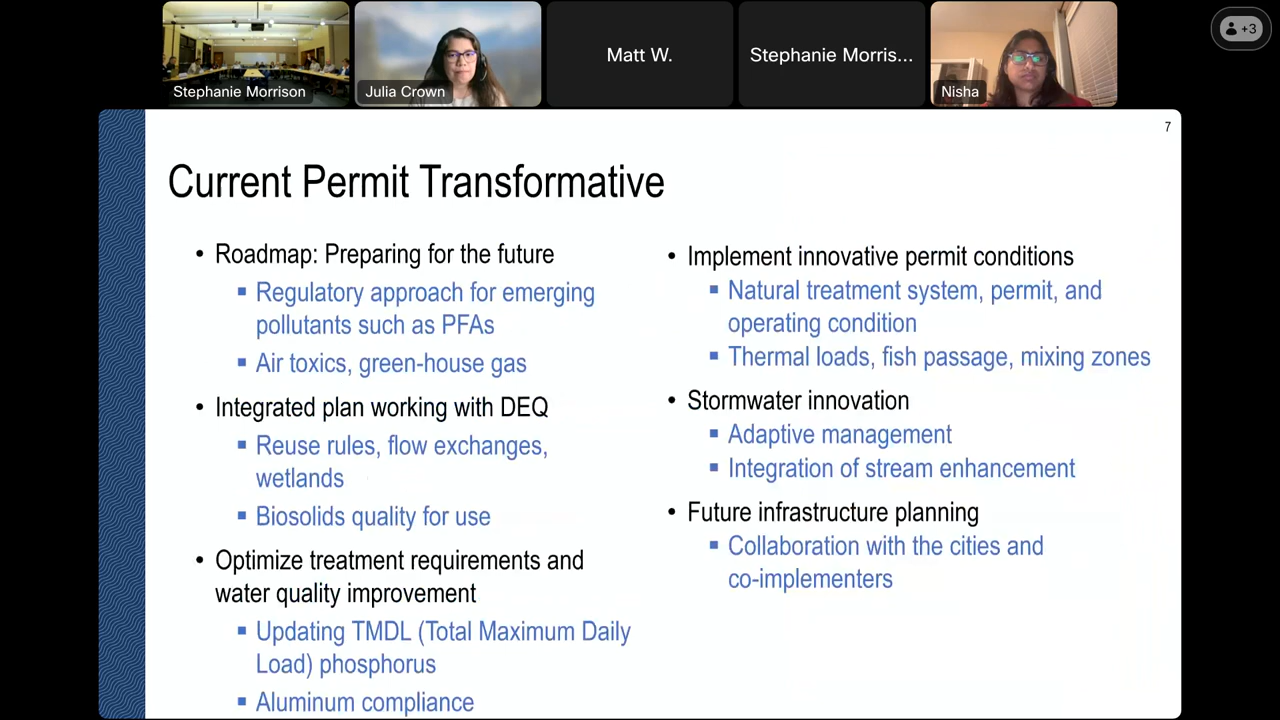 Stephanie Morrison
Julia Crown
Matt W.
Stephanie Morris...
Nisha
+3
7
Current Permit Transformative
• Roadmap: Preparing for the future
▪ Regulatory approach for emerging
pollutants such as PFAs
▪ Air toxics, green-house gas
• Integrated plan working with DEQ
▪ Reuse rules, flow exchanges,
wetlands
▪ Biosolids quality for use
• Optimize treatment requirements and
water quality improvement
▪ Updating TMDL (Total Maximum Daily
Load) phosphorus
▪ Aluminum compliance
• Implement innovative permit conditions
▪ Natural treatment system, permit, and
operating condition
▪ Thermal loads, fish passage, mixing zones
• Stormwater innovation
▪ Adaptive management
▪ Integration of stream enhancement
• Future infrastructure planning
▪ Collaboration with the cities and
co-implementers